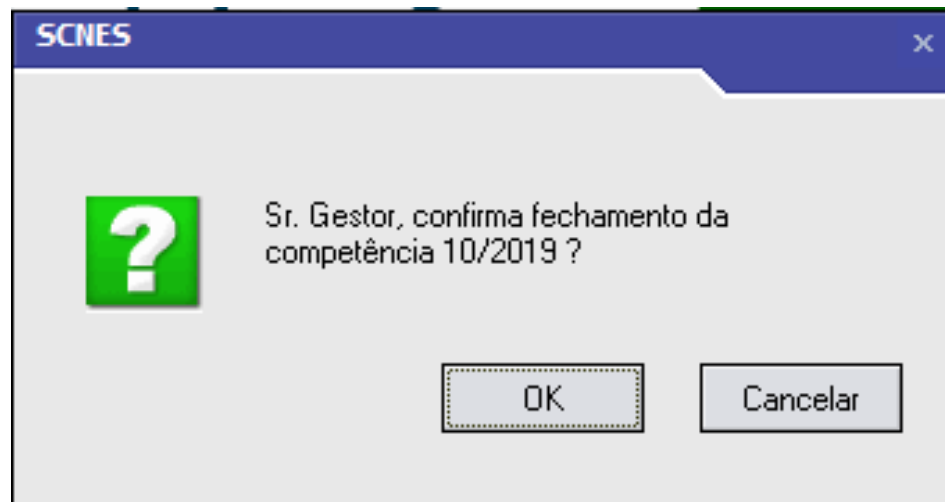 SCNES
Sr. Gestor, confirma fechamento da
competência 10/2019 ?
OK
Cancelar